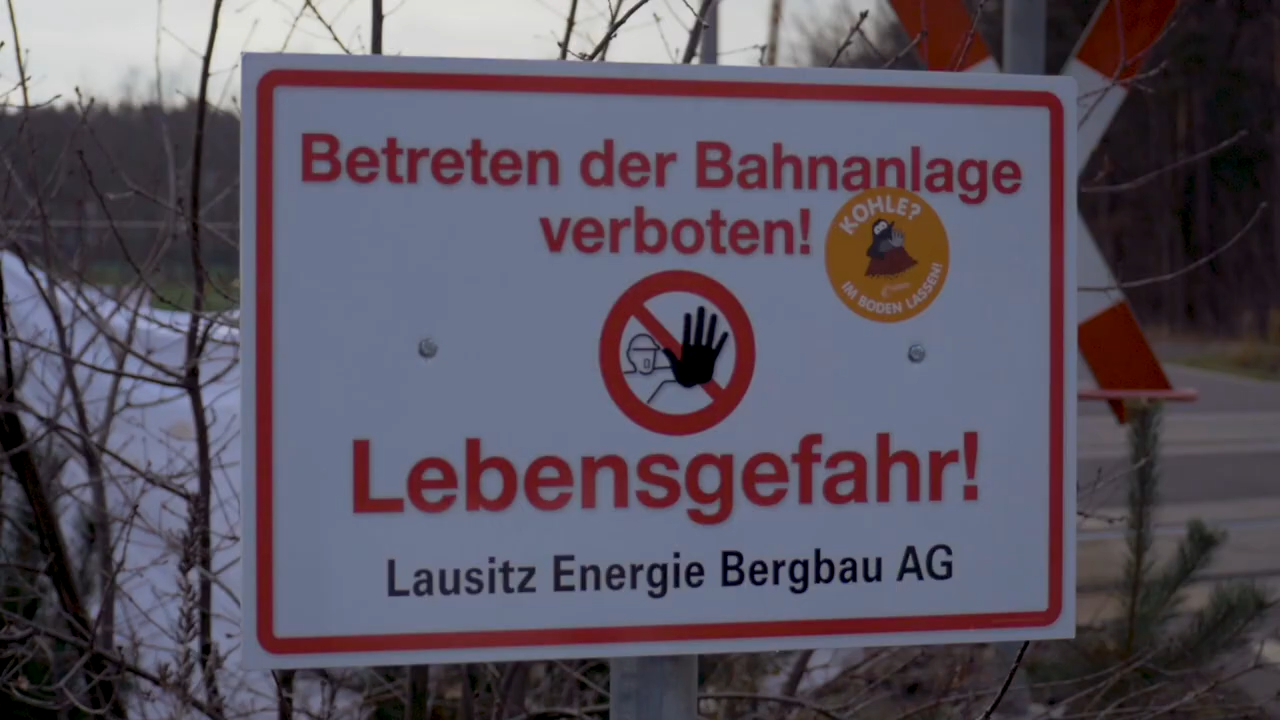 Betreten der Bahnanlage
verboten!
KOHLE?
IM BODEN LASSEN!
Lebensgefahr!
Lausitz Energie Bergbau AG